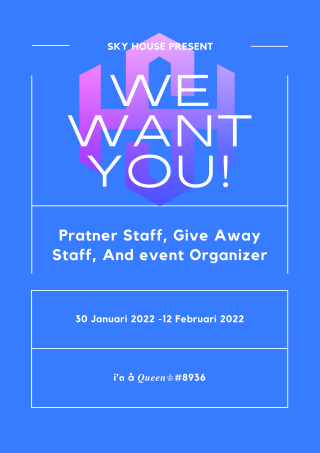 SKY HOUSE PRESENT
WE
WANT
YOU!
Pratner Staff, Give Away
Staff, And event Organizer
30 Januari 2022 -12 Februari 2022
i'n å 𝑄𝑢𝑒𝑒𝑛♔#8936